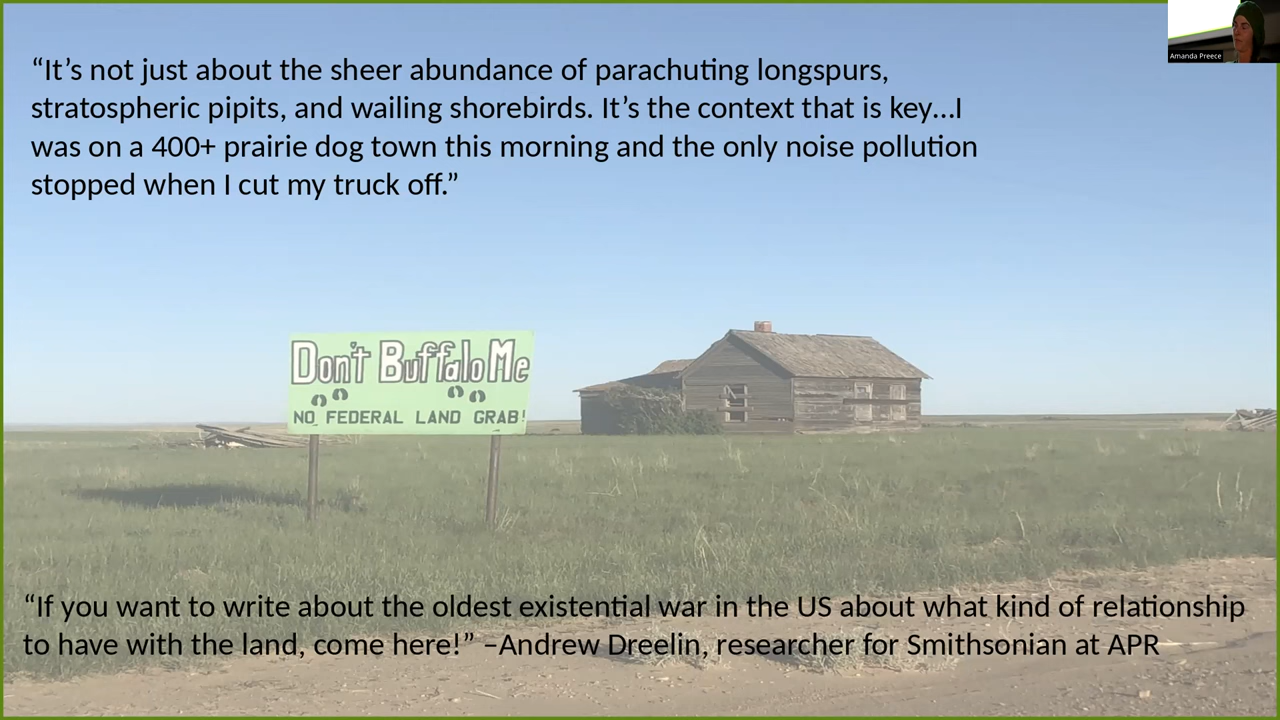 “It’s not just about the sheer abundance of parachuting longspurs,
stratospheric pipits, and wailing shorebirds. It’s the context that is key…I
was on a 400+ prairie dog town this morning and the only noise pollution
stopped when I cut my truck off.”
Amanda Preece
Don't Buffalo Me
NO FEDERAL LAND GRAB!
“If you want to write about the oldest existential war in the US about what kind of relationship
to have with the land, come here!” –Andrew Dreelin, researcher for Smithsonian at APR